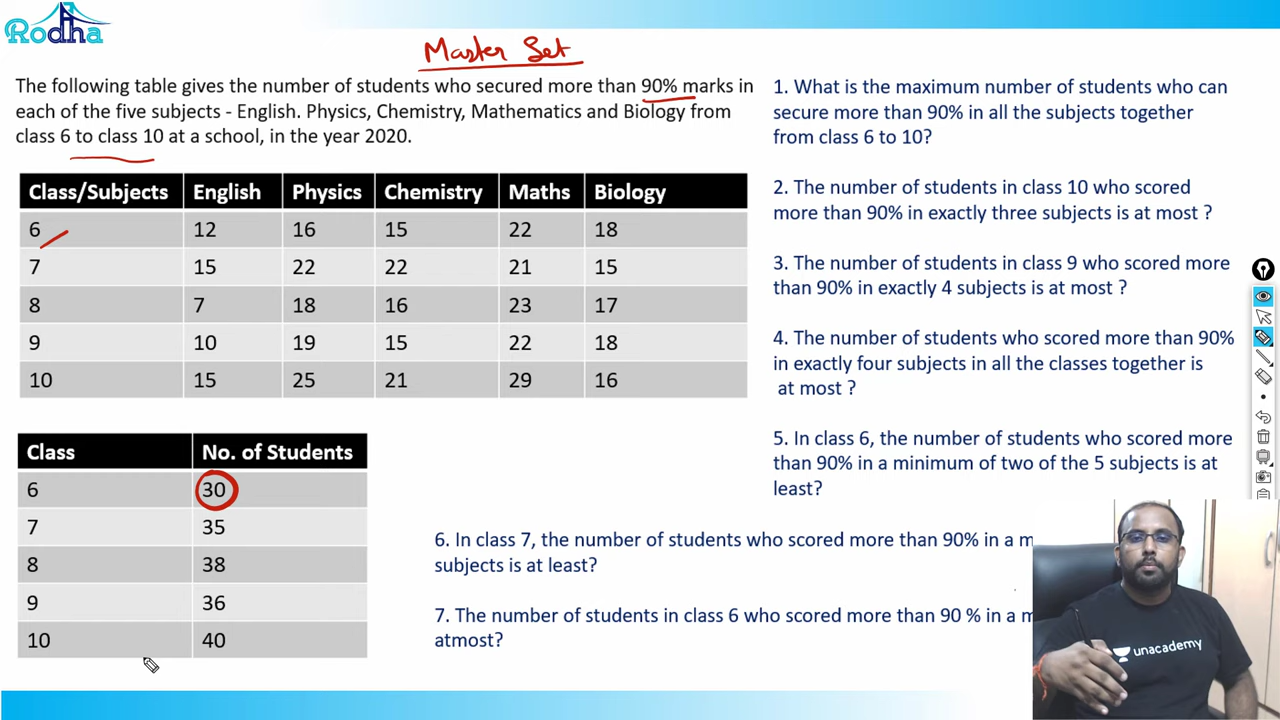 Rodha
Master Set
The following table gives the number of students who secured more than 90% marks in
each of the five subjects - English. Physics, Chemistry, Mathematics and Biology from
class 6 to class 10 at a school, in the year 2020.
Class/Subjects English Physics Chemistry Maths Biology
6 12 16 15 22 18
7 15 22 22 21 15
8 7 18 16 23 17
9 10 19 15 22 18
10 15 25 21 29 16
Class No. of Students
6 30
7 35
8 38
9 36
10 40
1. What is the maximum number of students who can
secure more than 90% in all the subjects together
from class 6 to 10?
2. The number of students in class 10 who scored
more than 90% in exactly three subjects is at most ?
3. The number of students in class 9 who scored more
than 90% in exactly 4 subjects is at most ?
4. The number of students who scored more than 90%
in exactly four subjects in all the classes together is
at most ?
5. In class 6, the number of students who scored more
than 90% in a minimum of two of the 5 subjects is at
least?
6. In class 7, the number of students who scored more than 90% in a m
subjects is at least?
7. The number of students in class 6 who scored more than 90 % in a m
atmost?
unacademy